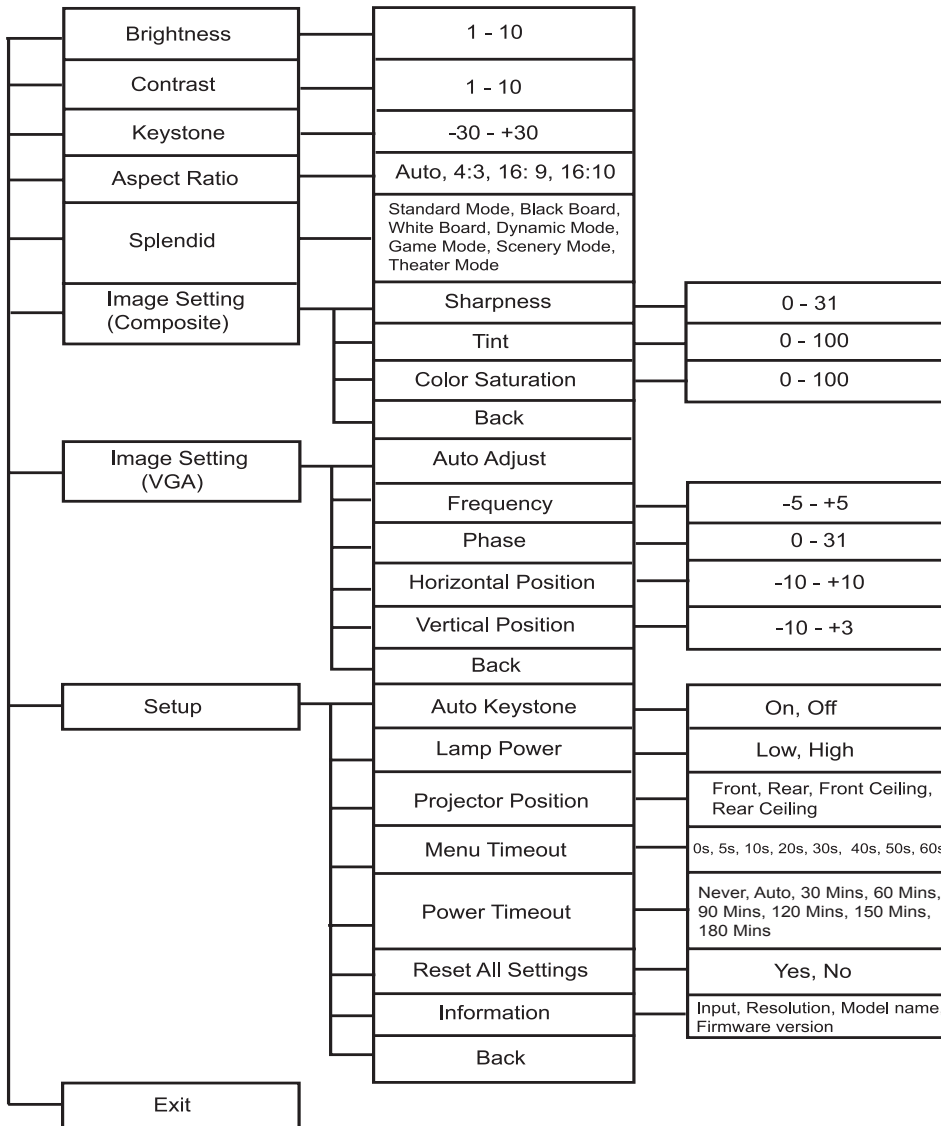 Brightness
1 - 10
Contrast
1 - 10
Keystone
-30 - +30
Aspect Ratio
Auto, 4:3, 16: 9, 16:10
Splendid
Standard Mode, Black Board,
White Board, Dynamic Mode,
Game Mode, Scenery Mode,
Theater Mode
Image Setting
(Composite)
Sharpness
0 - 31
Tint
0 - 100
Color Saturation
0 - 100
Back
Image Setting
(VGA)
Auto Adjust
Frequency
-5 - +5
Phase
0 - 31
Horizontal Position
-10 - +10
Vertical Position
-10 - +3
Back
Setup
Auto Keystone
On, Off
Lamp Power
Low, High
Projector Position
Front, Rear, Front Ceiling,
Rear Ceiling
Menu Timeout
0s, 5s, 10s, 20s, 30s, 40s, 50s, 60s
Power Timeout
Never, Auto, 30 Mins, 60 Mins,
90 Mins, 120 Mins, 150 Mins,
180 Mins
Reset All Settings
Yes, No
Information
Input, Resolution, Model name,
Firmware version
Back
Exit